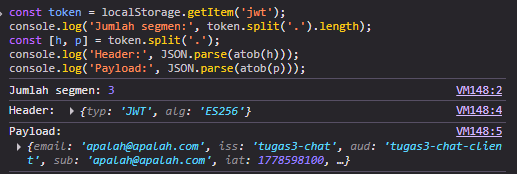 const token = localStorage.getItem('jwt');
console.log('Jumlah segmen:', token.split('.').length);
const [h, p] = token.split('.');
console.log('Header:', JSON.parse(atob(h)));
console.log('Payload:', JSON.parse(atob(p)));
Jumlah segmen: 3 VM148:2
Header: {typ: 'JWT', alg: 'ES256'} VM148:4
Payload: VM148:5
{email: 'apalah@apalah.com', iss: 'tugas3-chat', aud: 'tugas3-chat-clien
t', sub: 'apalah@apalah.com', iat: 1778598100, …}